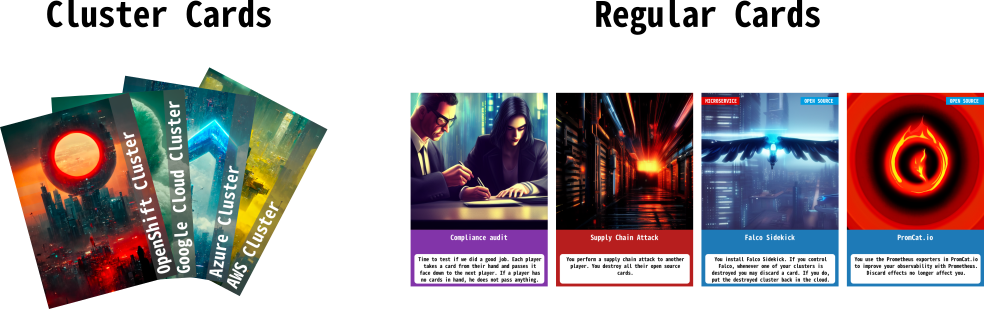 Cluster Cards
Regular Cards
OpenShift Cluster
Google Cloud Cluster
Azure Cluster
AWS Cluster
Compliance audit
Time to test if we did a good job. Each player
takes a card from their hand and passes it
face down to the next player. If a player has
no cards in hand, he does not pass anything.
Supply Chain Attack
You perform a supply chain attack to another
player. You destroy all their open source
cards.
MICROSERVICE
OPEN SOURCE
Falco Sidekick
You install Falco Sidekick. If you control
Falco, whenever one of your clusters is
destroyed you may discard a card. If you do,
put the destroyed cluster back in the cloud.
OPEN SOURCE
PromCat.io
You use the Prometheus exporters in PromCat.io
to improve your observability with Prometheus.
Discard effects no longer affect you.